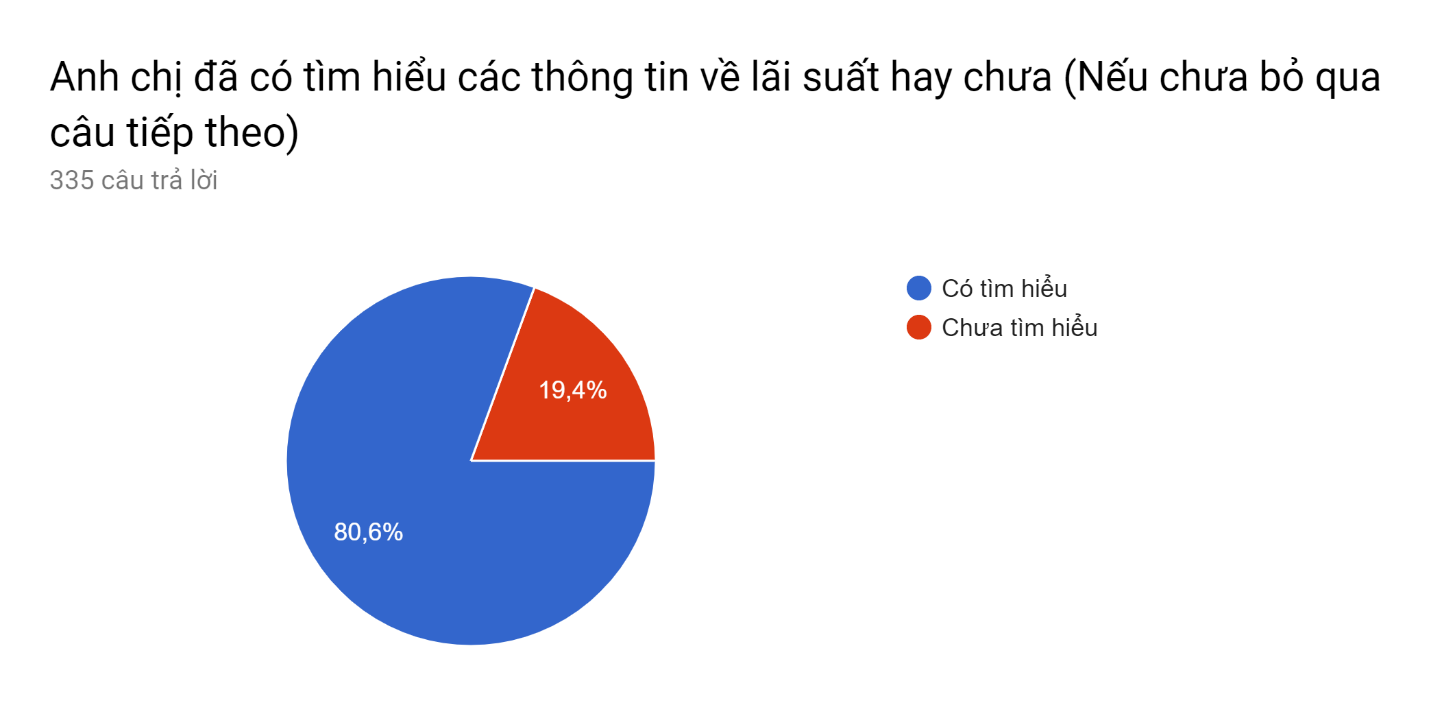 Anh chị đã có tìm hiểu các thông tin về lãi suất hay chưa (Nếu chưa bỏ qua
câu tiếp theo)
335 câu trả lời
Có tìm hiểu
Chưa tìm hiểu
19,4%
80,6%